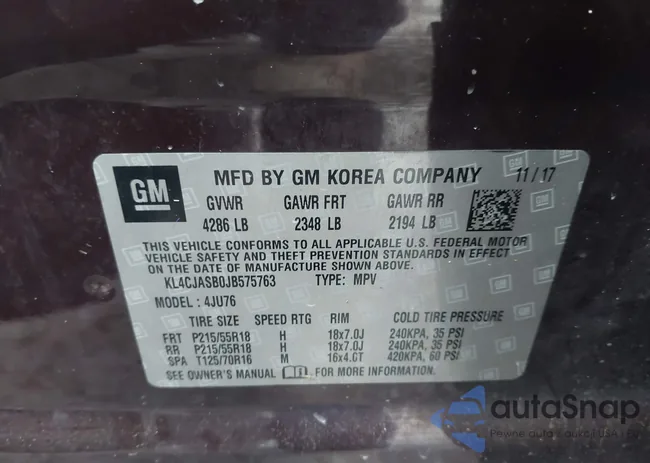 GM
MFD BY GM KOREA COMPANY 11/17
GVWR GAWR FRT GAWR RR
4286 LB 2348 LB 2194 LB
THIS VEHICLE CONFORMS TO ALL APPLICABLE U.S. FEDERAL MOTOR
VEHICLE SAFETY AND THEFT PREVENTION STANDARDS IN EFFECT
ON THE DATE OF MANUFACTURE SHOWN ABOVE.
KL4CJASB0JB575763 TYPE: MPV
MODEL: 4JU76
TIRE SIZE SPEED RTG RIM COLD TIRE PRESSURE
FRT P215/55R18 H 18x7.0J 240KPA, 35 PSI
RR P215/55R18 H 18x7.0J 240KPA, 35 PSI
SPA T125/70R16 M 16x4.CT 420KPA, 60 PSI
SEE OWNER'S MANUAL FOR MORE INFORMATION.
autaSnap
Pewne auto z